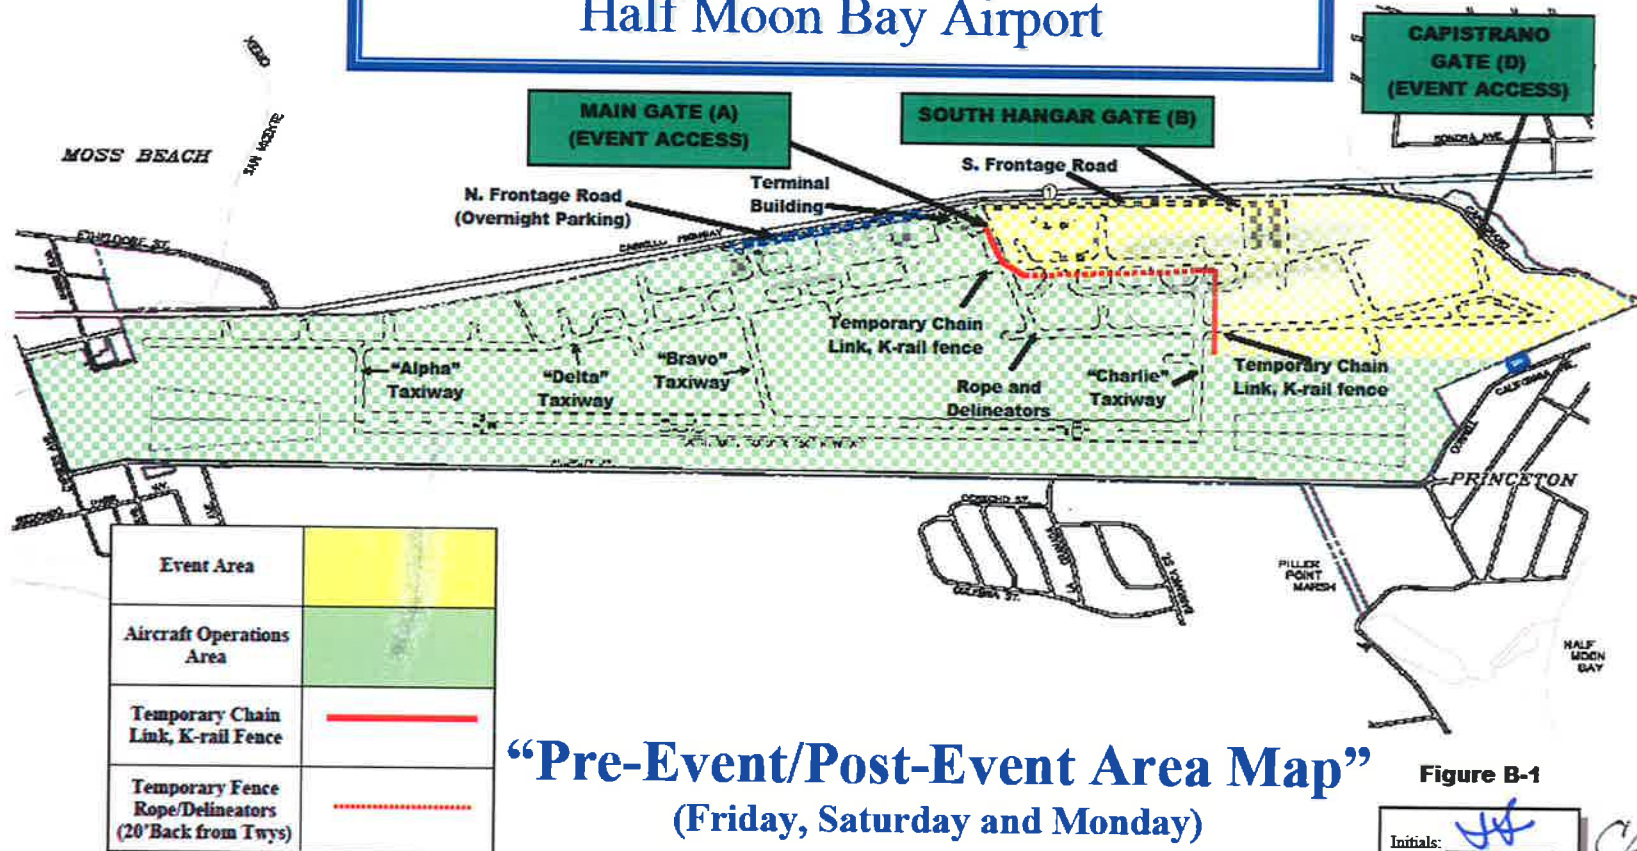 Half Moon Bay Airport
CAPISTRANO
GATE (D)
(EVENT ACCESS)
MAIN GATE (A)
(EVENT ACCESS)
SOUTH HANGAR GATE (B)
MOSS BEACH
N. Frontage Road
(Overnight Parking)
Terminal
Building
S. Frontage Road
1
CABRILLO HIGHWAY
Temporary Chain
Link, K-rail fence
"Alpha"
Taxiway
"Delta"
Taxiway
"Bravo"
Taxiway
Rope and
Delineators
"Charlie"
Taxiway
Temporary Chain
Link, K-rail fence
PRINCETON
PILLER
POINT
MARSH
HALF
MOON
BAY
Event Area
Aircraft Operations
Area
Temporary Chain
Link, K-rail Fence
Temporary Fence
Rope/Delineators
(20'Back from Twys)
“Pre-Event/Post-Event Area Map”
(Friday, Saturday and Monday)
Figure B-1
Initials: